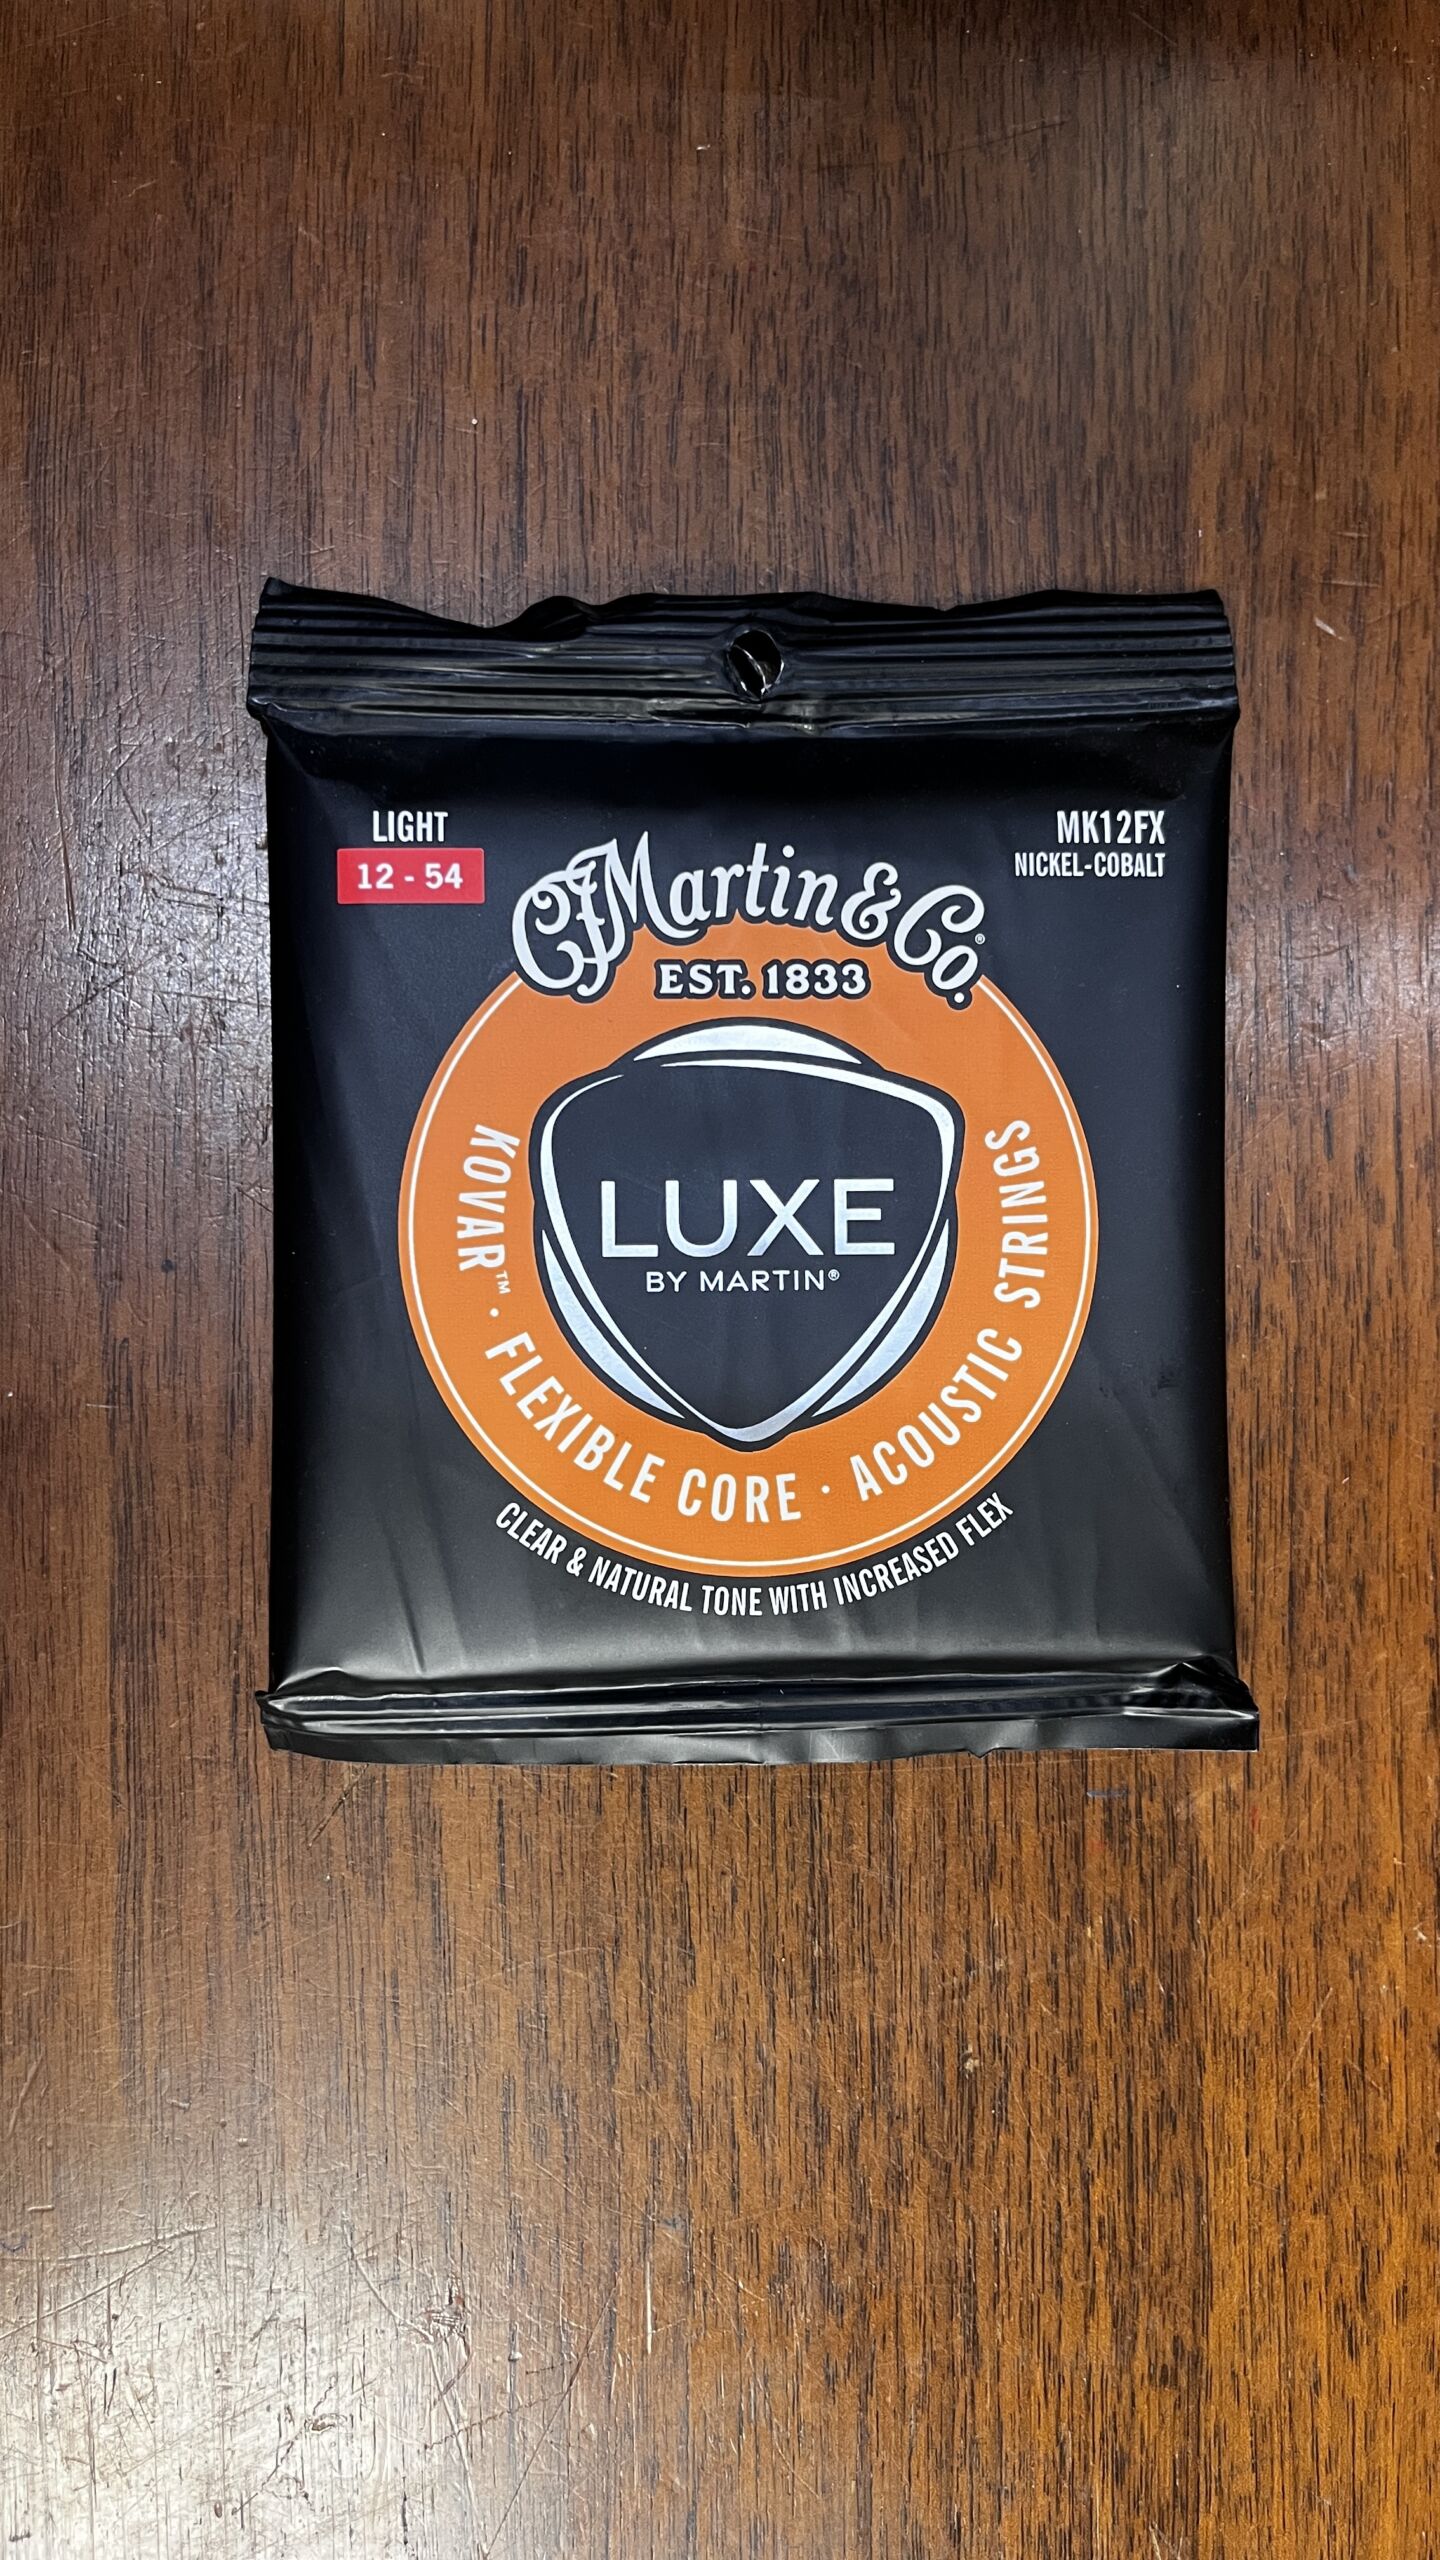 LIGHT
12 - 54
MK12FX
NICKEL-COBALT
CF Martin & Co.®
EST. 1833
LUXE
BY MARTIN®
KOVAR™ · FLEXIBLE CORE · ACOUSTIC STRINGS
CLEAR & NATURAL TONE WITH INCREASED FLEX